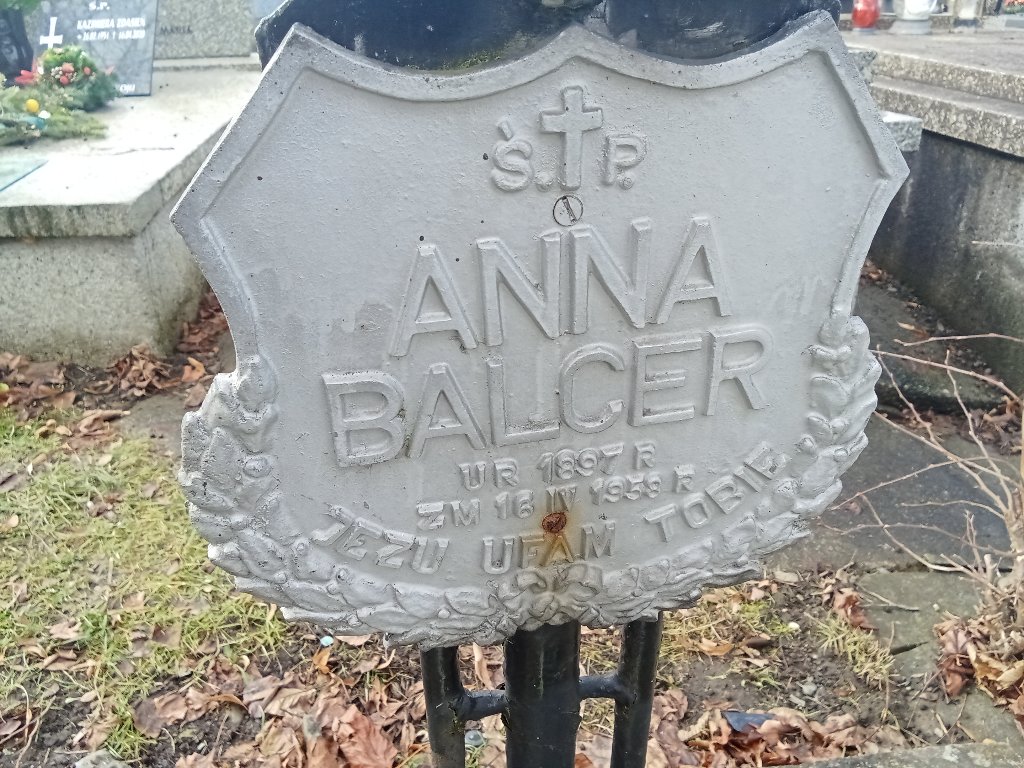 Ś. P.
ANNA
BALCER
UR 1897 R
ZM 16 IV 1959 R
JEZU UFAM TOBIE
Ś.P.